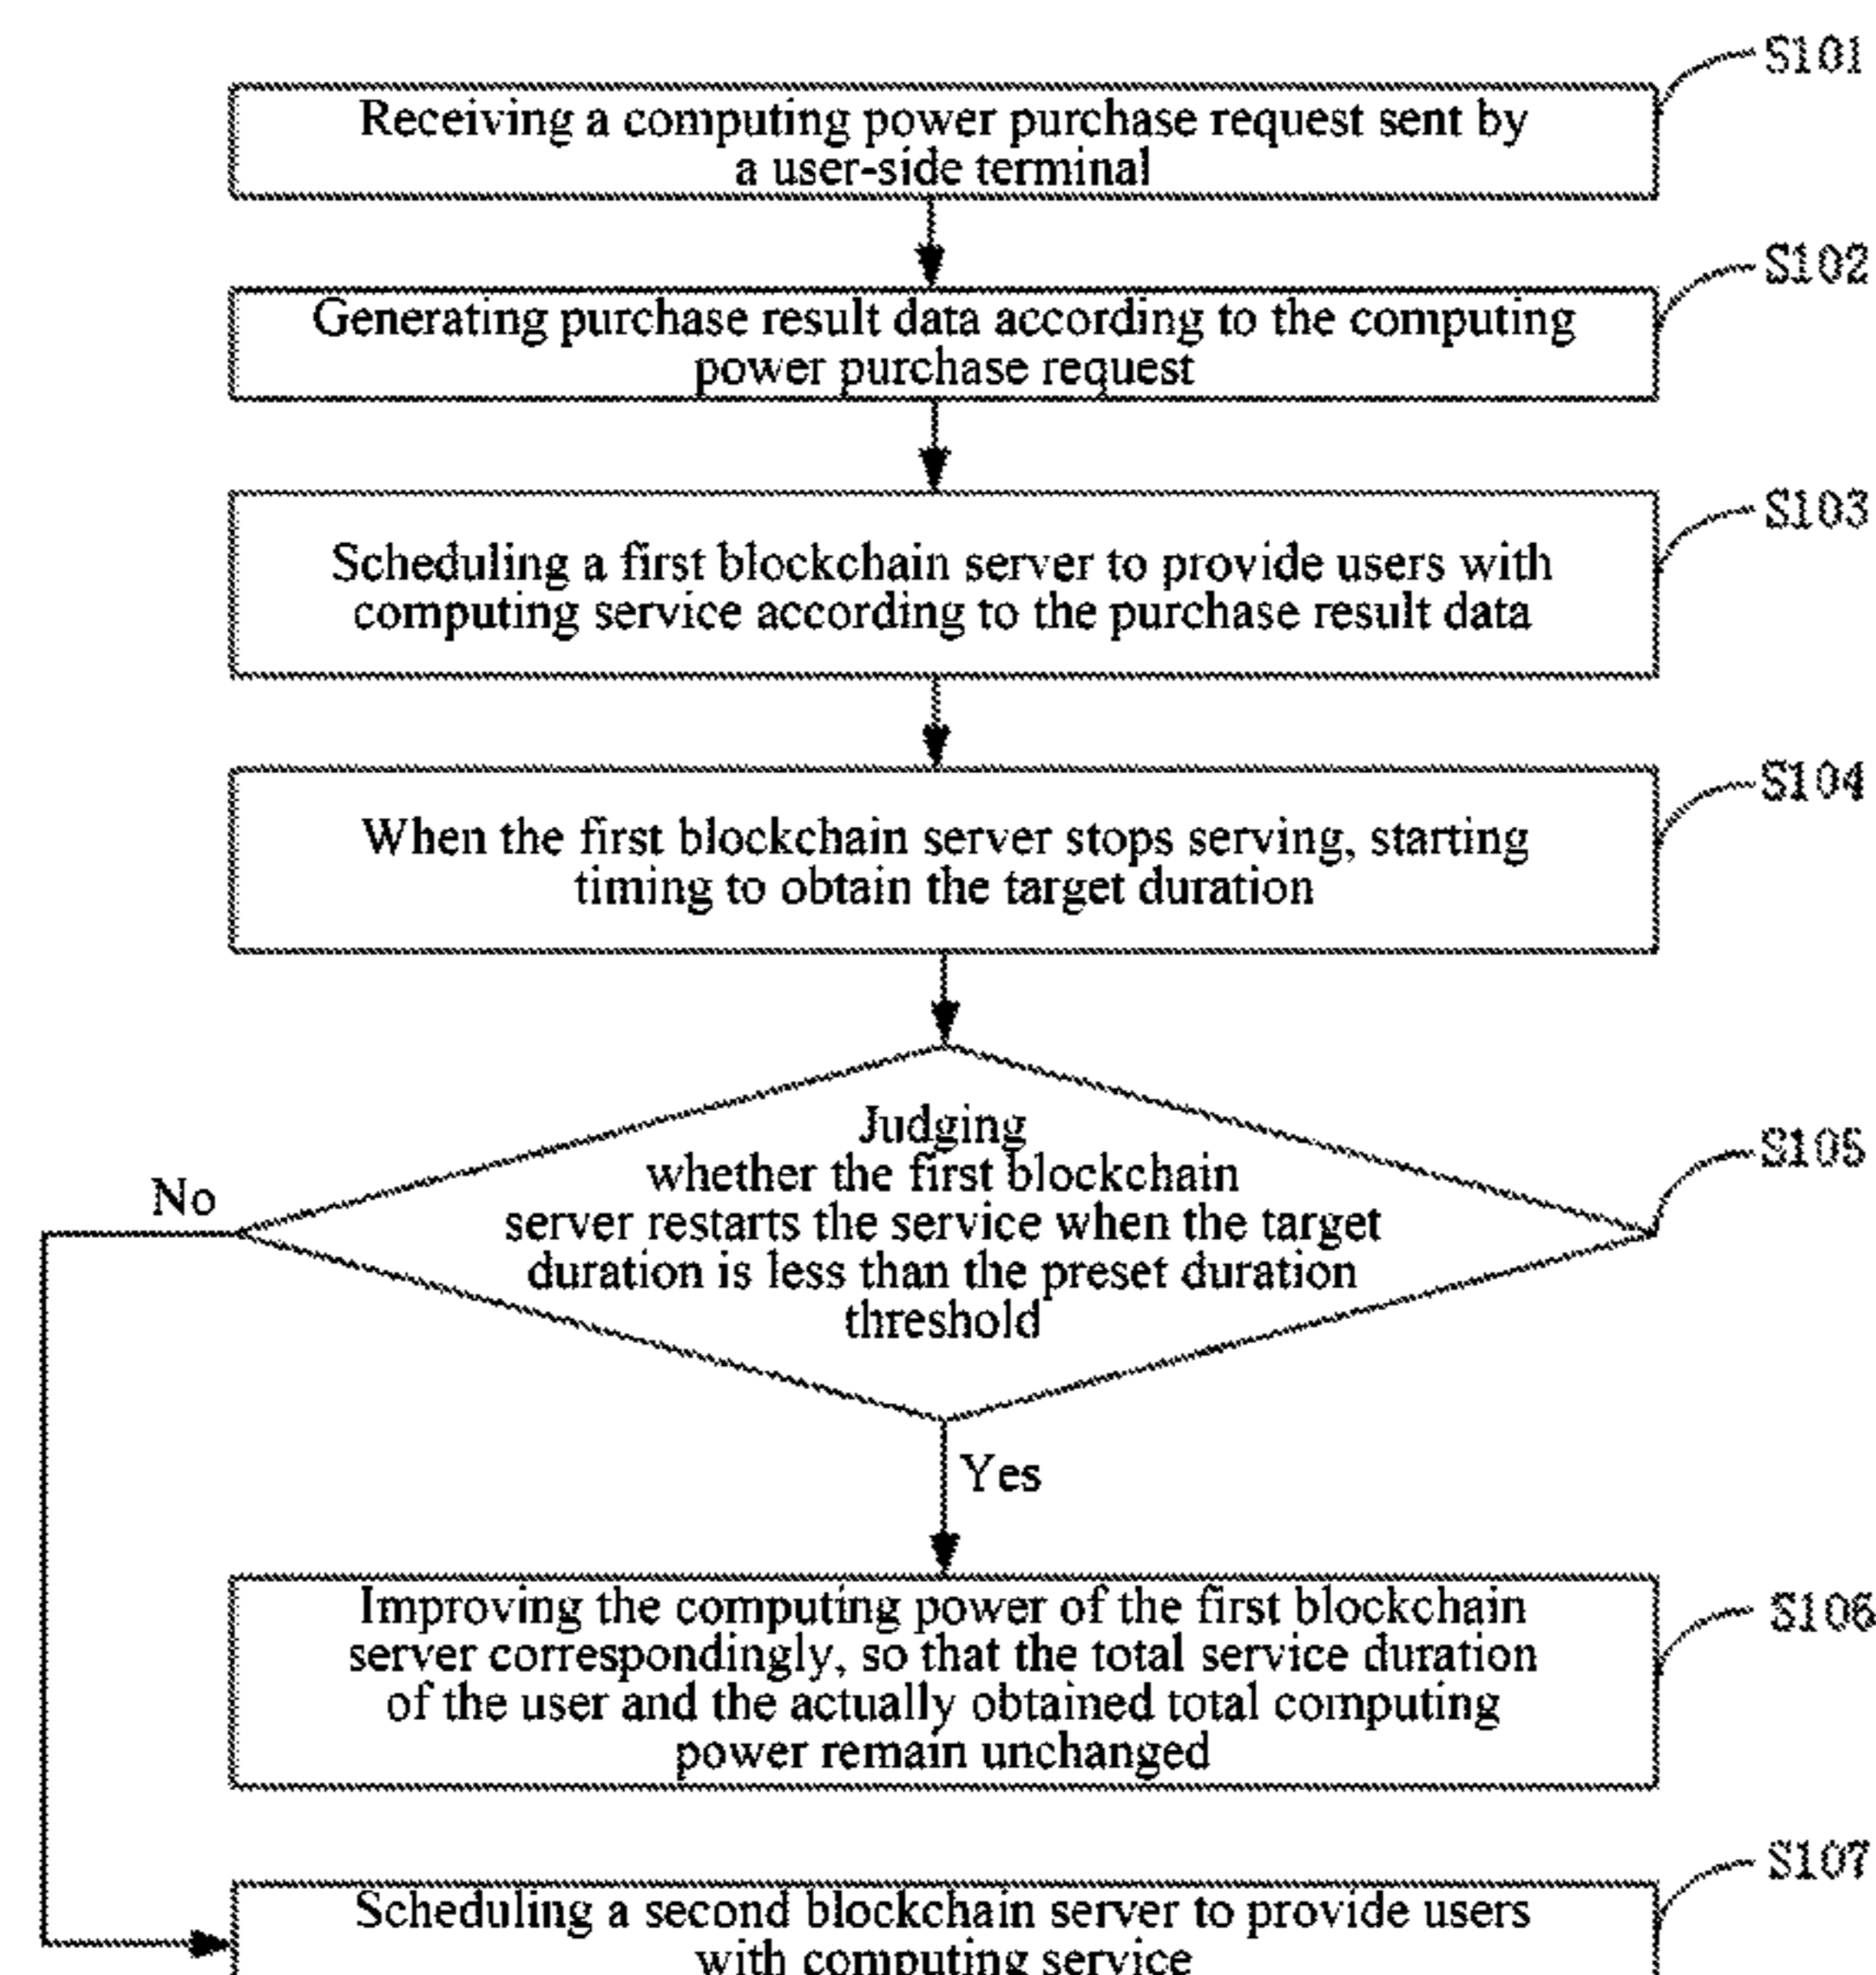 S101
Receiving a computing power purchase request sent by
a user-side terminal
S102
Generating purchase result data according to the computing
power purchase request
S103
Scheduling a first blockchain server to provide users with
computing service according to the purchase result data
S104
When the first blockchain server stops serving, starting
timing to obtain the target duration
S105
Judging
whether the first blockchain
server restarts the service when the target
duration is less than the preset duration
threshold
No
Yes
S106
Improving the computing power of the first blockchain
server correspondingly, so that the total service duration
of the user and the actually obtained total computing
power remain unchanged
S107
Scheduling a second blockchain server to provide users
with computing service